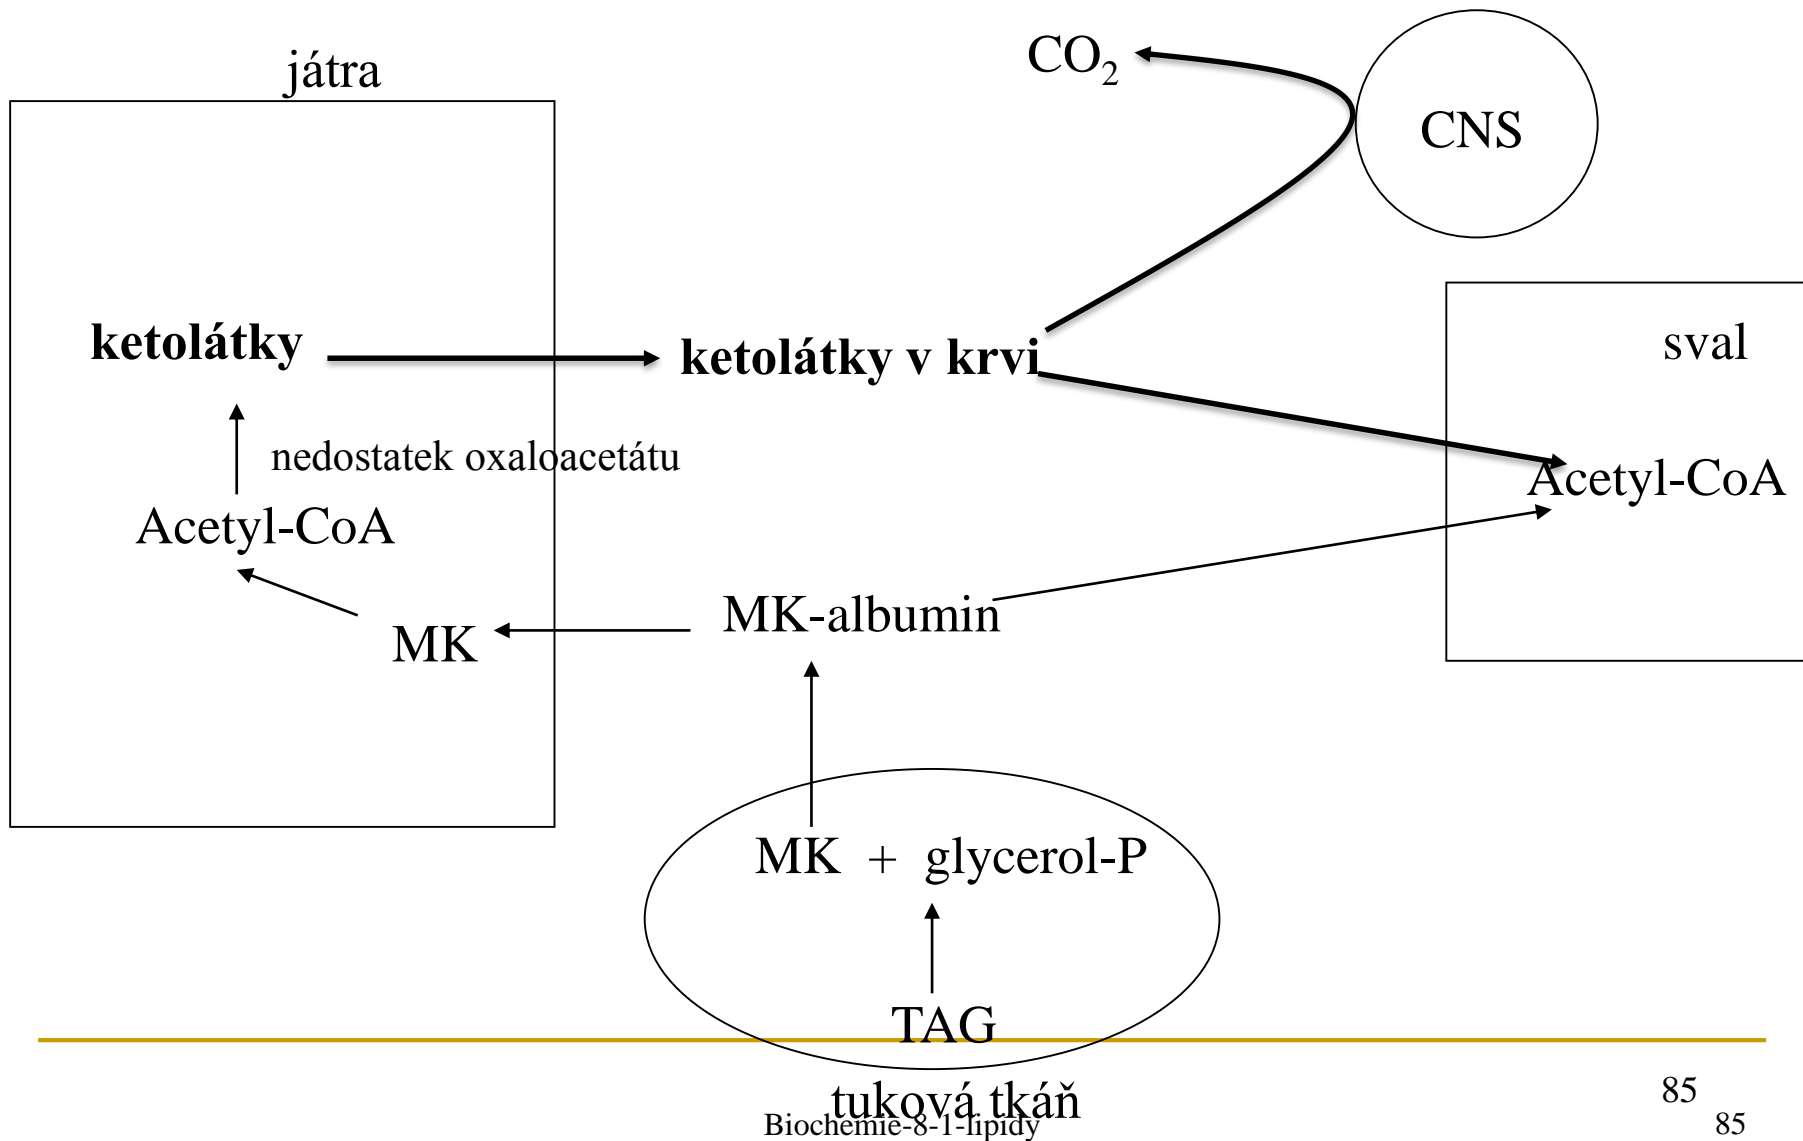 játra
CO₂
CNS
ketolátky
ketolátky v krvi
sval
nedostatek oxaloacetátu
Acetyl-CoA
Acetyl-CoA
MK
MK-albumin
MK + glycerol-P
TAG
tuková tkáň
85
Biochemie-8-1-lipidy
85